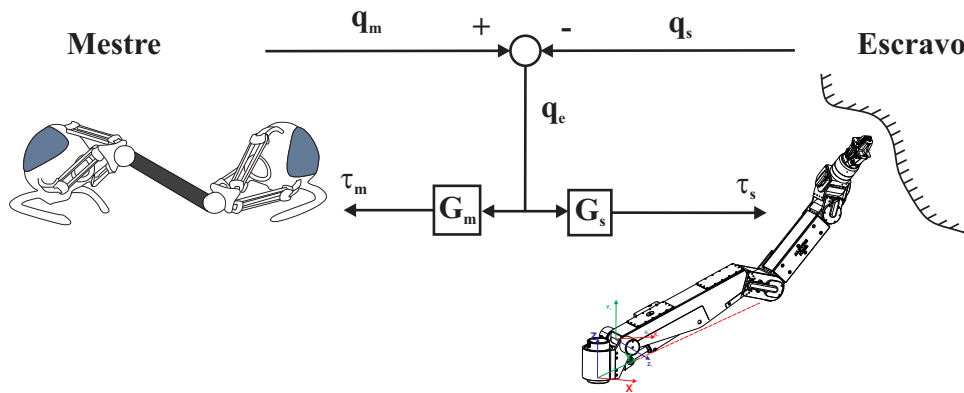 Mestre
q_m
+
-
q_s
Escravo
q_e
τ_m
G_m
G_s
τ_s
Z
X